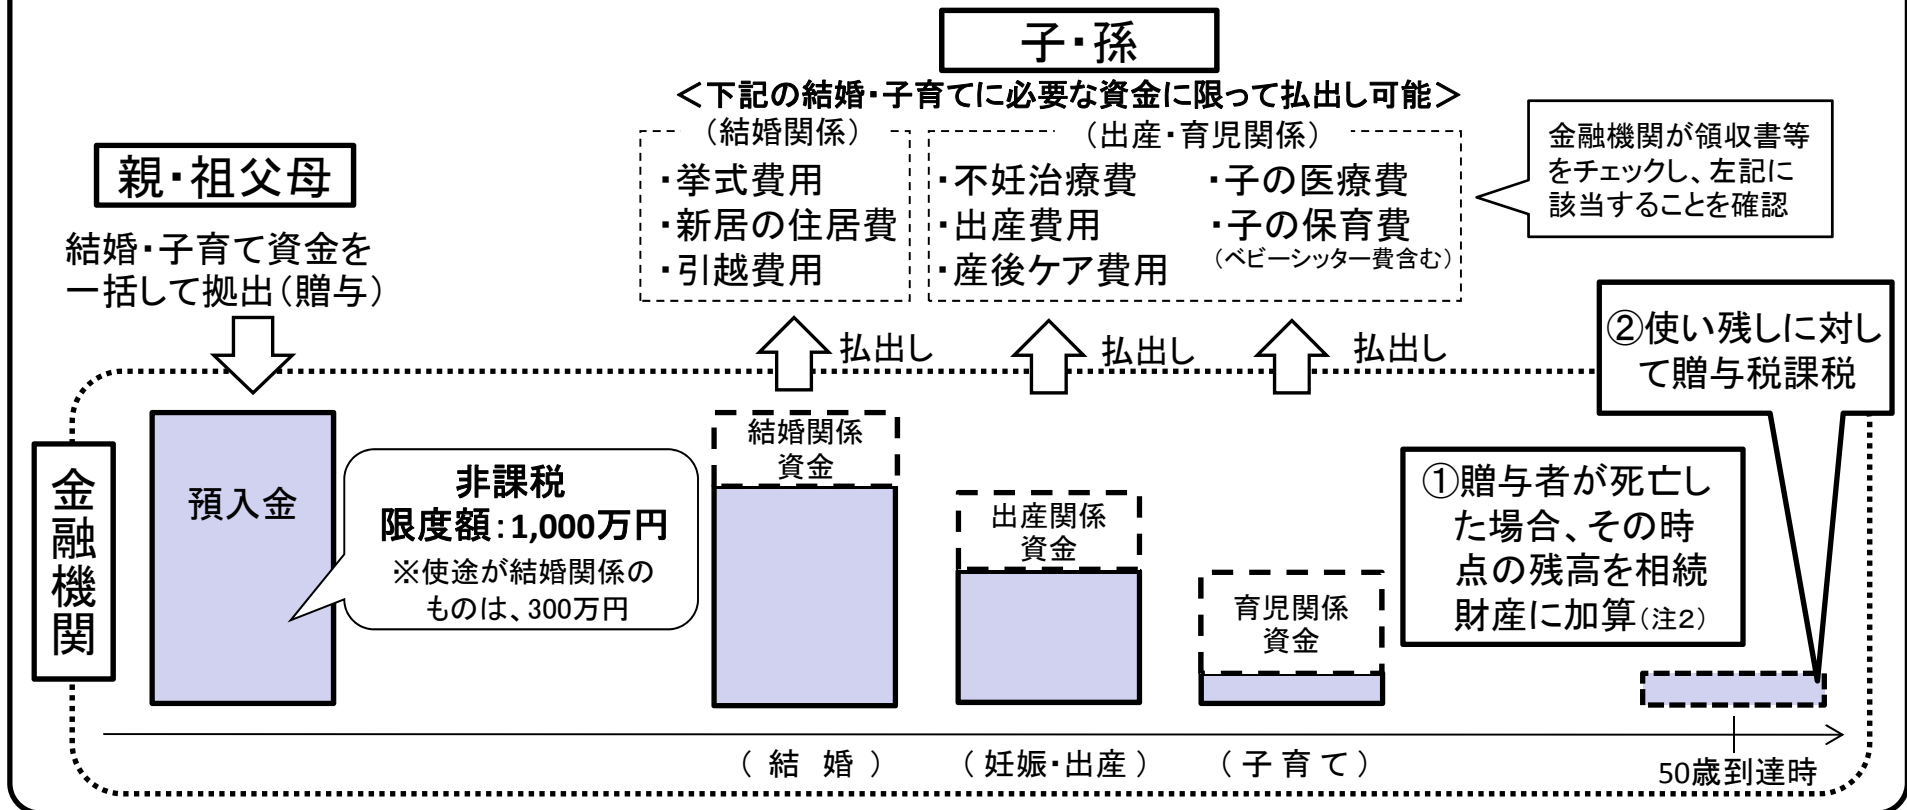 子・孫
＜下記の結婚・子育てに必要な資金に限って払出し可能＞
（結婚関係）
・挙式費用
・新居の住居費
・引越費用
（出産・育児関係）
・不妊治療費
・出産費用
・産後ケア費用
・子の医療費
・子の保育費
（ベビーシッター費含む）
金融機関が領収書等
をチェックし、左記に
該当することを確認
親・祖父母
結婚・子育て資金を
一括して拠出（贈与）
払出し
払出し
払出し
②使い残しに対し
て贈与税課税
金融機関
預入金
非課税
限度額：1,000万円
※使途が結婚関係の
ものは、300万円
結婚関係
資金
出産関係
資金
育児関係
資金
①贈与者が死亡し
た場合、その時
点の残高を相続
財産に加算（注２）
（ 結 婚 ）
（ 妊娠・出産 ）
（ 子 育 て ）
50歳到達時